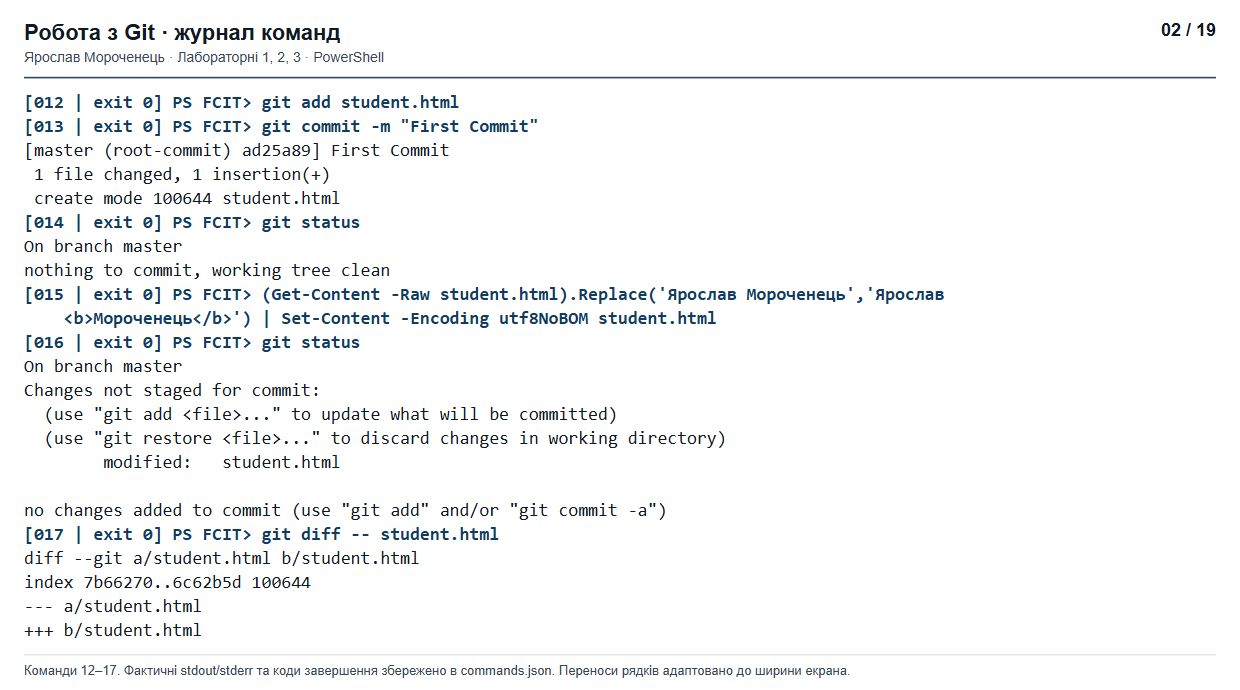 Робота з Git · журнал команд
02 / 19
Ярослав Мороченець · Лабораторні 1, 2, 3 · PowerShell
[012 | exit 0] PS FCIT> git add student.html
[013 | exit 0] PS FCIT> git commit -m "First Commit"
[master (root-commit) ad25a89] First Commit
 1 file changed, 1 insertion(+)
 create mode 100644 student.html
[014 | exit 0] PS FCIT> git status
On branch master
nothing to commit, working tree clean
[015 | exit 0] PS FCIT> (Get-Content -Raw student.html).Replace('Ярослав Мороченець','Ярослав
    <b>Мороченець</b>') | Set-Content -Encoding utf8NoBOM student.html
[016 | exit 0] PS FCIT> git status
On branch master
Changes not staged for commit:
  (use "git add <file>..." to update what will be committed)
  (use "git restore <file>..." to discard changes in working directory)
        modified:   student.html

no changes added to commit (use "git add" and/or "git commit -a")
[017 | exit 0] PS FCIT> git diff -- student.html
diff --git a/student.html b/student.html
index 7b66270..6c62b5d 100644
--- a/student.html
+++ b/student.html
Команди 12–17. Фактичні stdout/stderr та коди завершення збережено в commands.json. Переноси рядків адаптовано до ширини екрана.